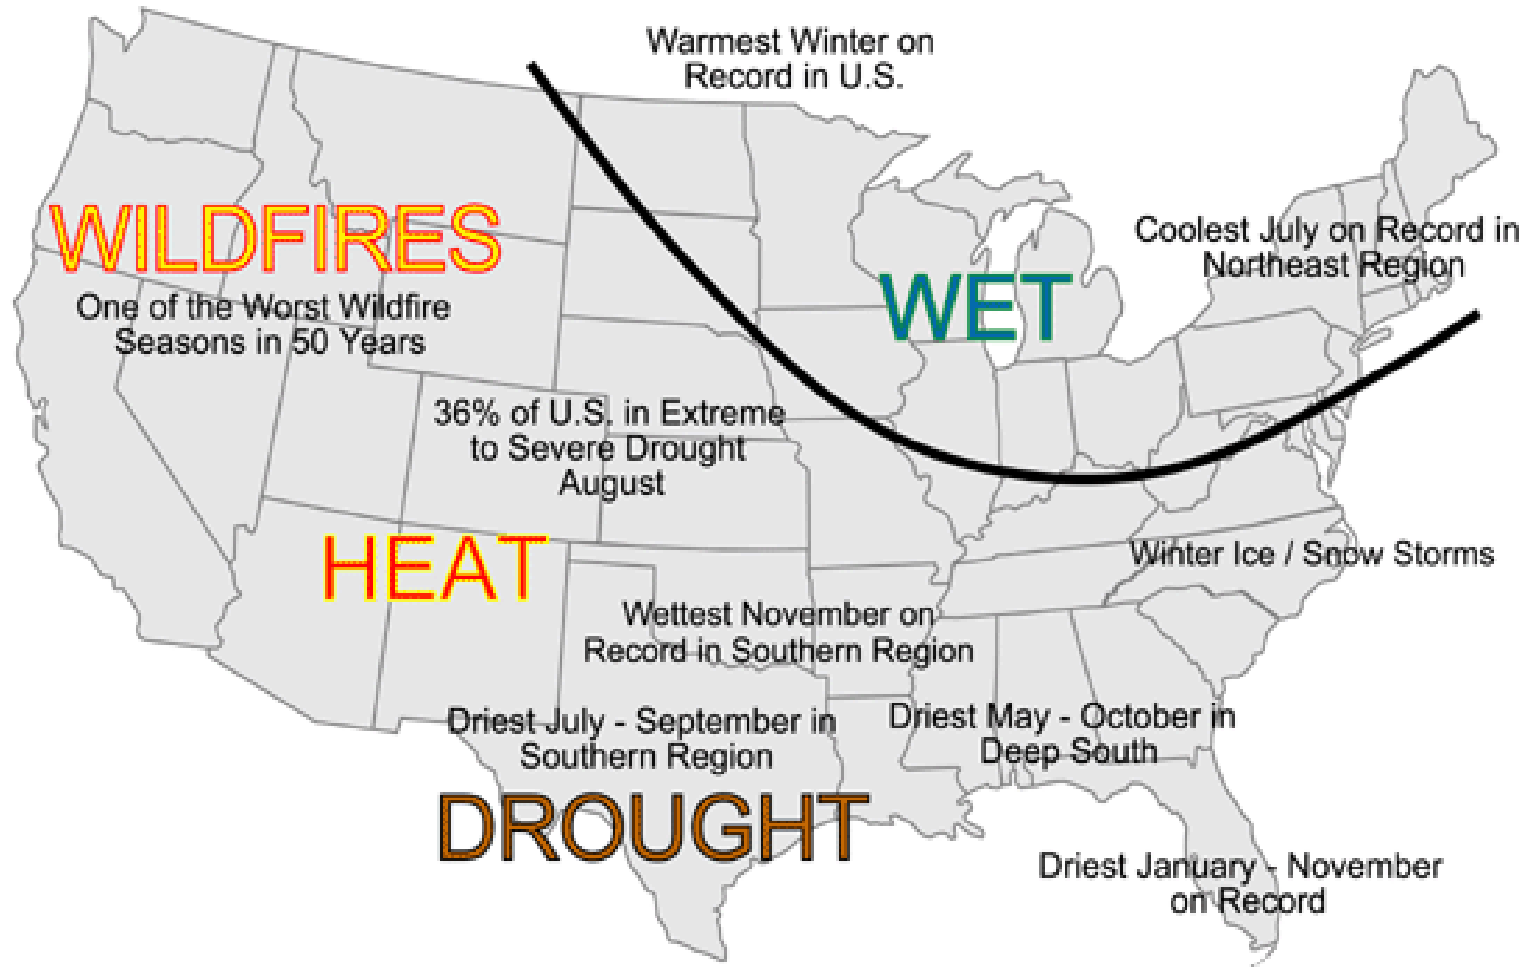 Warmest Winter on
Record in U.S.
WILDFIRES
One of the Worst Wildfire
Seasons in 50 Years
Coolest July on Record in
Northeast Region
WET
36% of U.S. in Extreme
to Severe Drought
August
HEAT
Winter Ice / Snow Storms
Wettest November on
Record in Southern Region
Driest July - September in
Southern Region
Driest May - October in
Deep South
DROUGHT
Driest January - November
on Record